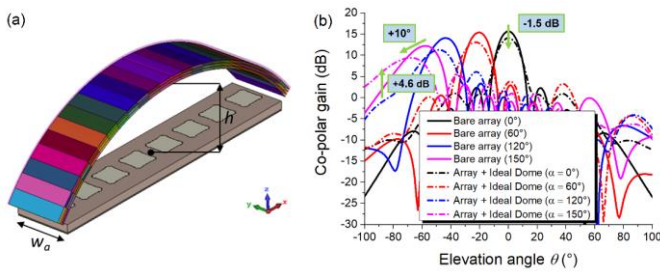 (a)
h
wₐ
z
y
x
(b)
Co-polar gain (dB)
20
15
10
5
0
-5
-10
-15
-20
-25
-30
+10°
-1.5 dB
+4.6 dB
Bare array (0°)
Bare array (60°)
Bare array (120°)
Bare array (150°)
Array + Ideal Dome (α = 0°)
Array + Ideal Dome (α = 60°)
Array + Ideal Dome (α = 120°)
Array + Ideal Dome (α = 150°)
-100 -80 -60 -40 -20 0 20 40 60 80 100
Elevation angle θ (°)